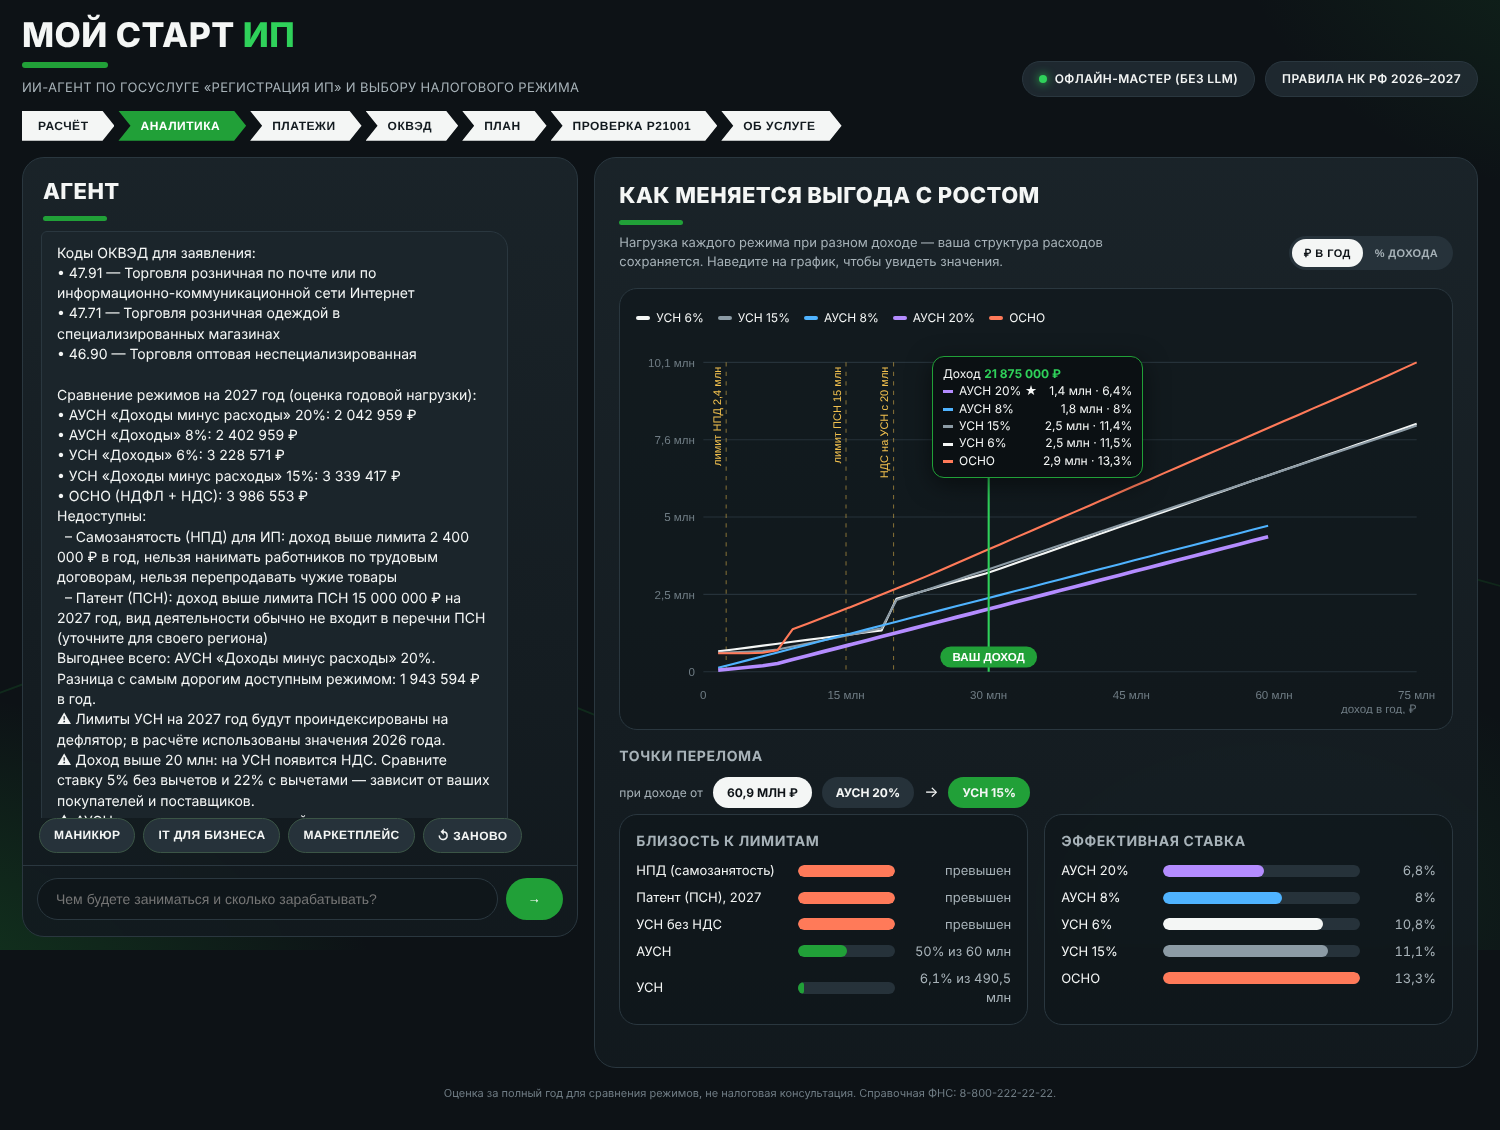 МОЙ СТАРТ ИП
ИИ-АГЕНТ ПО ГОСУСЛУГЕ «РЕГИСТРАЦИЯ ИП» И ВЫБОРУ НАЛОГОВОГО РЕЖИМА
ОФЛАЙН-МАСТЕР (БЕЗ LLM)
ПРАВИЛА НК РФ 2026–2027
РАСЧЁТ
АНАЛИТИКА
ПЛАТЕЖИ
ОКВЭД
ПЛАН
ПРОВЕРКА Р21001
ОБ УСЛУГЕ
АГЕНТ
Коды ОКВЭД для заявления:
• 47.91 — Торговля розничная по почте или по
информационно-коммуникационной сети Интернет
• 47.71 — Торговля розничная одеждой в
специализированных магазинах
• 46.90 — Торговля оптовая неспециализированная
Сравнение режимов на 2027 год (оценка годовой нагрузки):
• АУСН «Доходы минус расходы» 20%: 2 042 959 ₽
• АУСН «Доходы» 8%: 2 402 959 ₽
• УСН «Доходы» 6%: 3 228 571 ₽
• УСН «Доходы минус расходы» 15%: 3 339 417 ₽
• ОСНО (НДФЛ + НДС): 3 986 553 ₽
Недоступны:
– Самозанятость (НПД) для ИП: доход выше лимита 2 400
000 ₽ в год, нельзя нанимать работников по трудовым
договорам, нельзя перепродавать чужие товары
– Патент (ПСН): доход выше лимита ПСН 15 000 000 ₽ на
2027 год, вид деятельности обычно не входит в перечни ПСН
(уточните для своего региона)
Выгоднее всего: АУСН «Доходы минус расходы» 20%.
Разница с самым дорогим доступным режимом: 1 943 594 ₽
в год.
⚠ Лимиты УСН на 2027 год будут проиндексированы на
дефлятор; в расчёте использованы значения 2026 года.
⚠ Доход выше 20 млн: на УСН появится НДС. Сравните
ставку 5% без вычетов и 22% с вычетами — зависит от ваших
покупателей и поставщиков.
МАНИКЮР
IT ДЛЯ БИЗНЕСА
МАРКЕТПЛЕЙС
↺ ЗАНОВО
Чем будете заниматься и сколько зарабатывать?
→
КАК МЕНЯЕТСЯ ВЫГОДА С РОСТОМ
Нагрузка каждого режима при разном доходе — ваша структура расходов
сохраняется. Наведите на график, чтобы увидеть значения.
₽ В ГОД
% ДОХОДА
УСН 6%
УСН 15%
АУСН 8%
АУСН 20%
ОСНО
10,1 млн
7,6 млн
5 млн
2,5 млн
0
лимит НПД 2,4 млн
лимит ПСН 15 млн
НДС на УСН с 20 млн
Доход 21 875 000 ₽
АУСН 20% ★ 1,4 млн · 6,4%
АУСН 8% 1,8 млн · 8%
УСН 15% 2,5 млн · 11,4%
УСН 6% 2,5 млн · 11,5%
ОСНО 2,9 млн · 13,3%
ВАШ ДОХОД
0
15 млн
30 млн
45 млн
60 млн
75 млн
доход в год, ₽
ТОЧКИ ПЕРЕЛОМА
при доходе от 60,9 МЛН ₽ АУСН 20% → УСН 15%
БЛИЗОСТЬ К ЛИМИТАМ
НПД (самозанятость) превышен
Патент (ПСН), 2027 превышен
УСН без НДС превышен
АУСН 50% из 60 млн
УСН 6,1% из 490,5
млн
ЭФФЕКТИВНАЯ СТАВКА
АУСН 20% 6,8%
АУСН 8% 8%
УСН 6% 10,8%
УСН 15% 11,1%
ОСНО 13,3%
Оценка за полный год для сравнения режимов, не налоговая консультация. Справочная ФНС: 8-800-222-22-22.